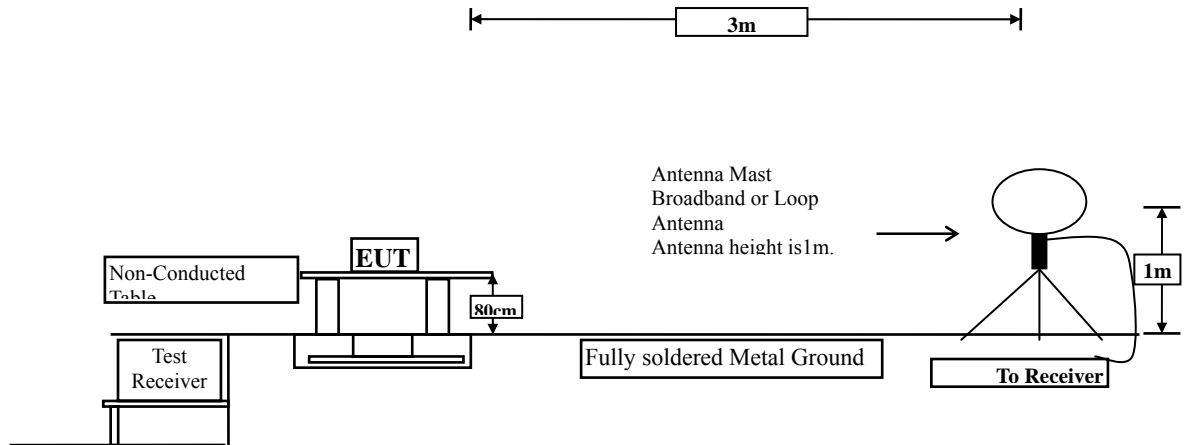 3m
Antenna Mast
Broadband or Loop
Antenna
Antenna height is1m.
EUT
Non-Conducted
Table
80cm
1m
Test
Receiver
Fully soldered Metal Ground
To Receiver